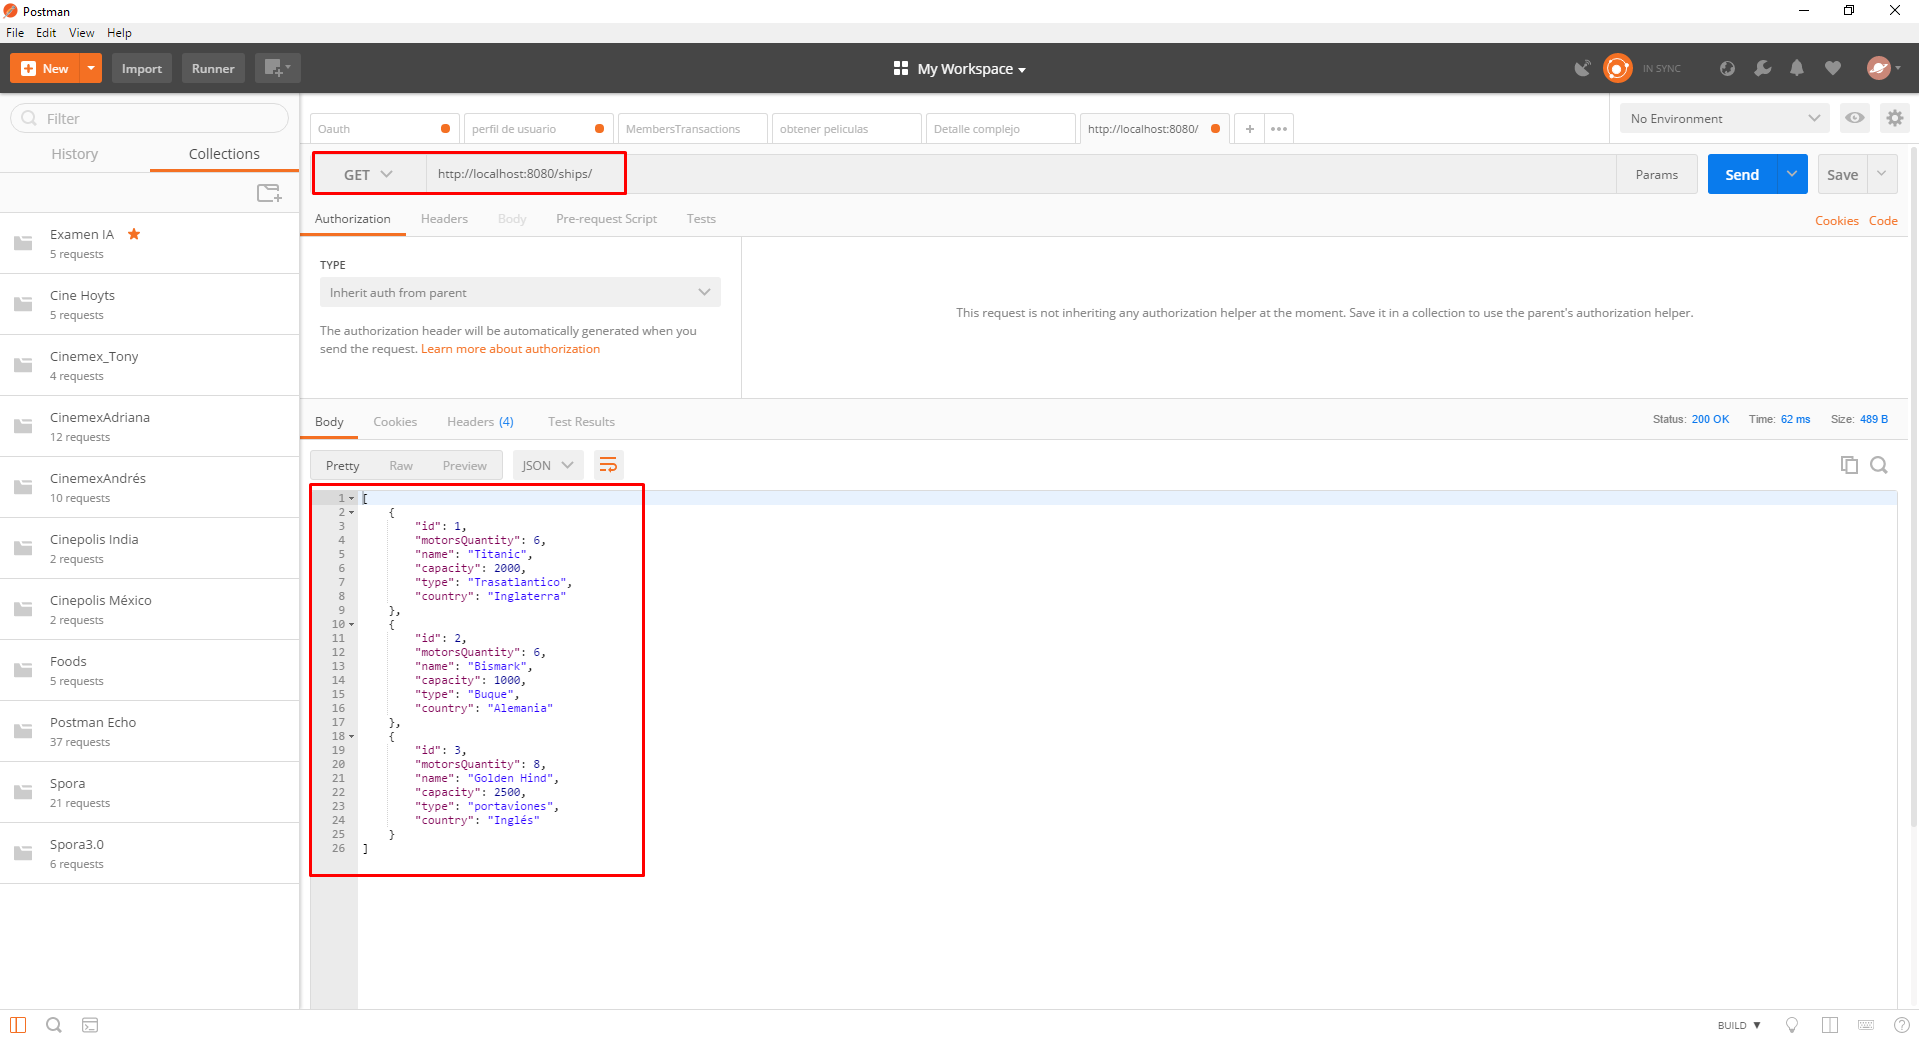 Postman
File Edit View Help
New Import Runner My Workspace IN SYNC
Filter
History Collections
Examen IA
5 requests
Cine Hoyts
5 requests
Cinemex_Tony
4 requests
CinemexAdriana
12 requests
CinemexAndrés
10 requests
Cinepolis India
2 requests
Cinepolis México
2 requests
Foods
5 requests
Postman Echo
37 requests
Spora
21 requests
Spora3.0
6 requests
Oauth perfil de usuario MembersTransactions obtener peliculas Detalle complejo http://localhost:8080/ + •••
No Environment
GET http://localhost:8080/ships/ Params Send Save
Authorization Headers Body Pre-request Script Tests Cookies Code
TYPE
Inherit auth from parent
The authorization header will be automatically generated when you
send the request. Learn more about authorization
This request is not inheriting any authorization helper at the moment. Save it in a collection to use the parent's authorization helper.
Body Cookies Headers (4) Test Results Status: 200 OK Time: 62 ms Size: 489 B
Pretty Raw Preview JSON
1 [
2 {
3 "id": 1,
4 "motorsQuantity": 6,
5 "name": "Titanic",
6 "capacity": 2000,
7 "type": "Trasatlantico",
8 "country": "Inglaterra"
9 },
10 {
11 "id": 2,
12 "motorsQuantity": 6,
13 "name": "Bismark",
14 "capacity": 1000,
15 "type": "Buque",
16 "country": "Alemania"
17 },
18 {
19 "id": 3,
20 "motorsQuantity": 8,
21 "name": "Golden Hind",
22 "capacity": 2500,
23 "type": "portaviones",
24 "country": "Inglés"
25 }
26 ]
BUILD